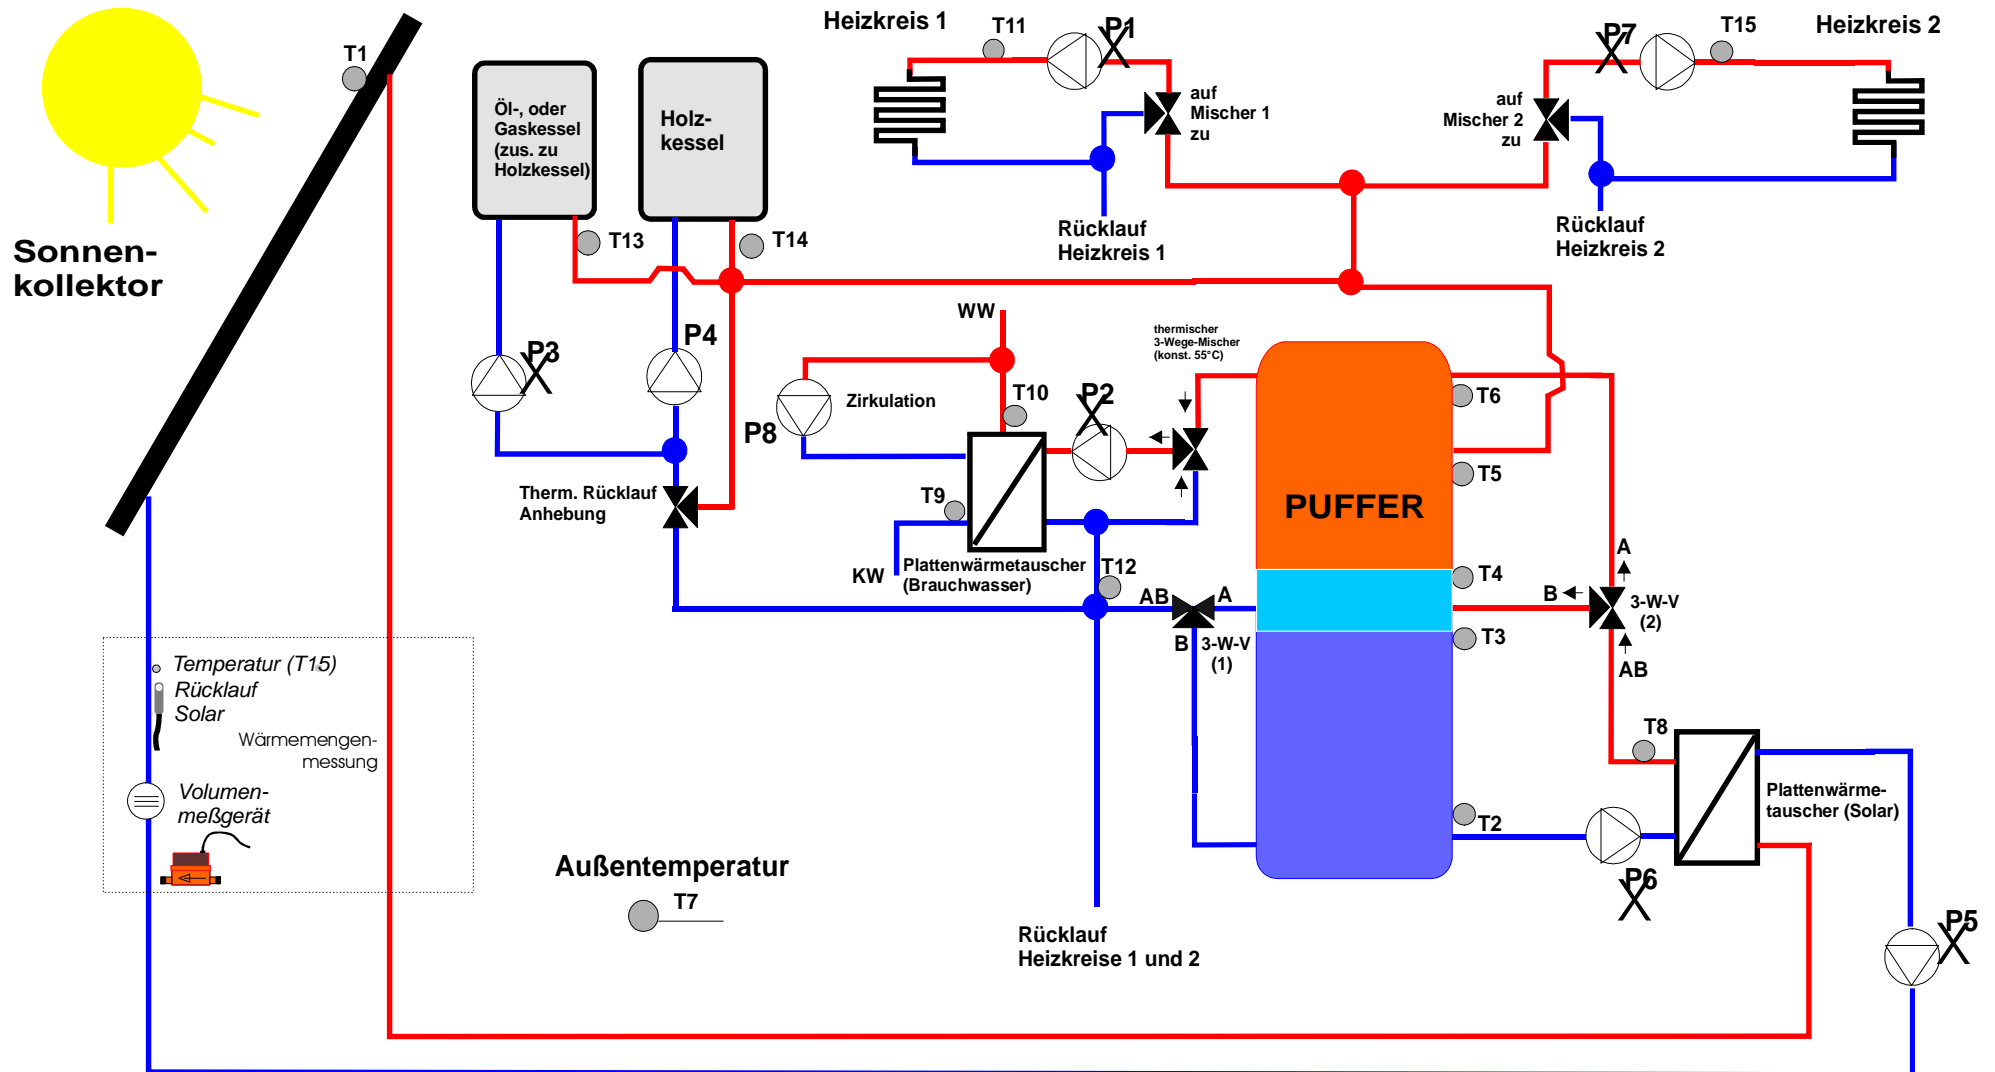 Heizkreis 1
T11
P1
P7
T15
Heizkreis 2
T1
Öl-, oder
Gaskessel
(zus. zu
Holzkessel)
Holz-
kessel
auf
Mischer 1
zu
auf
Mischer 2
zu
Sonnen-
kollektor
T13
T14
Rücklauf
Heizkreis 1
Rücklauf
Heizkreis 2
P3
P4
WW
thermischer
3-Wege-Mischer
(konst. 55°C)
T10
P2
Zirkulation
P8
T6
T5
PUFFER
Therm. Rücklauf
Anhebung
T9
KW
Plattenwärmetauscher
(Brauchwasser)
T12
AB
A
B
3-W-V
(1)
T4
T3
A
B
3-W-V
(2)
AB
Temperatur (T15)
Rücklauf
Solar
Wärmemengen-
messung
Volumen-
meßgerät
T8
Plattenwärme-
tauscher (Solar)
T2
P6
P5
Außentemperatur
T7
Rücklauf
Heizkreise 1 und 2